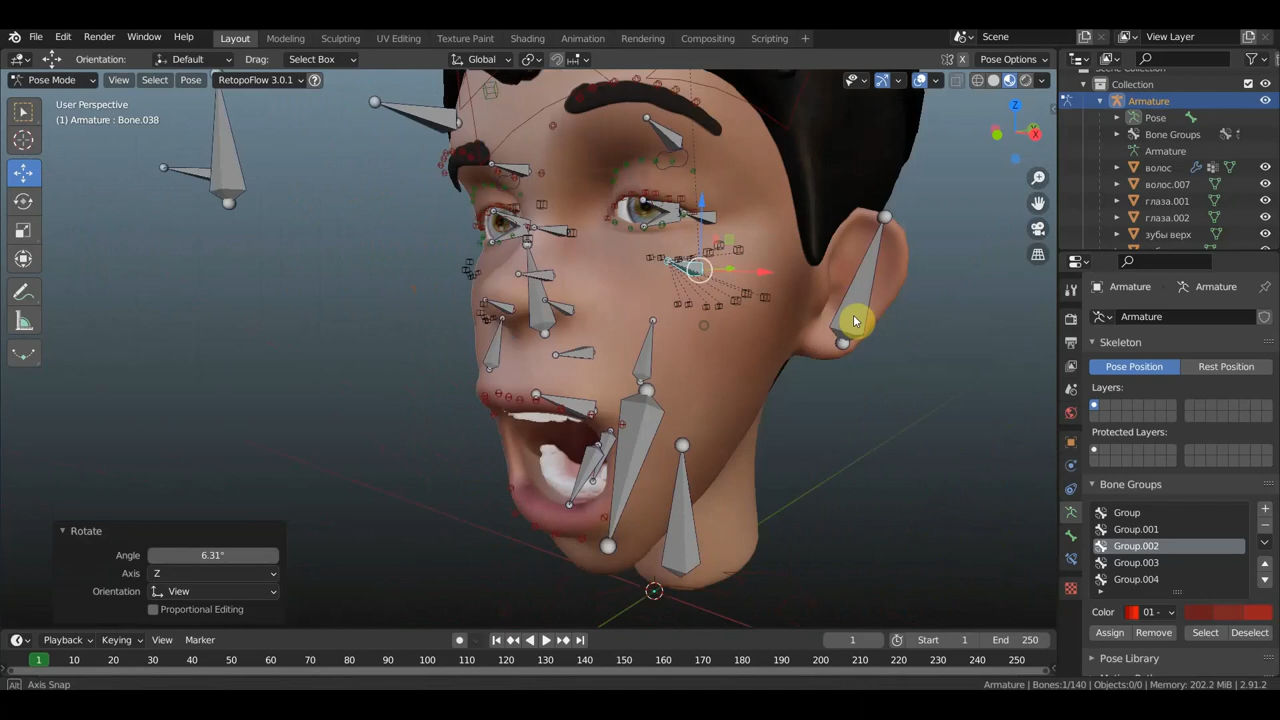 File Edit Render Window Help
Layout Modeling Sculpting UV Editing Texture Paint Shading Animation Rendering Compositing Scripting +
Scene
View Layer
Orientation: Default Drag: Select Box
Global
Pose Options
Pose Mode View Select Pose RetopoFlow 3.0.1
User Perspective
(1) Armature : Bone.038
Z
X
Collection
Armature
Pose
Bone Groups
Armature
волос
волос.007
глаза.001
глаза.002
зубы верх
Armature Armature
Armature
Skeleton
Pose Position Rest Position
Layers:
Protected Layers:
Bone Groups
Group
Group.001
Group.002
Group.003
Group.004
Color 01 -
Assign Remove Select Deselect
Pose Library
Rotate
Angle 6.31°
Axis Z
Orientation View
Proportional Editing
Playback Keying View Marker
1 Start 1 End 250
1 10 20 30 40 50 60 70 80 90 100 110 120 130 140 150 160 170 180 190 200 210 220 230 240 250
Alt Axis Snap
Armature | Bones:1/140 | Objects:0/0 | Memory: 202.2 MiB | 2.91.2